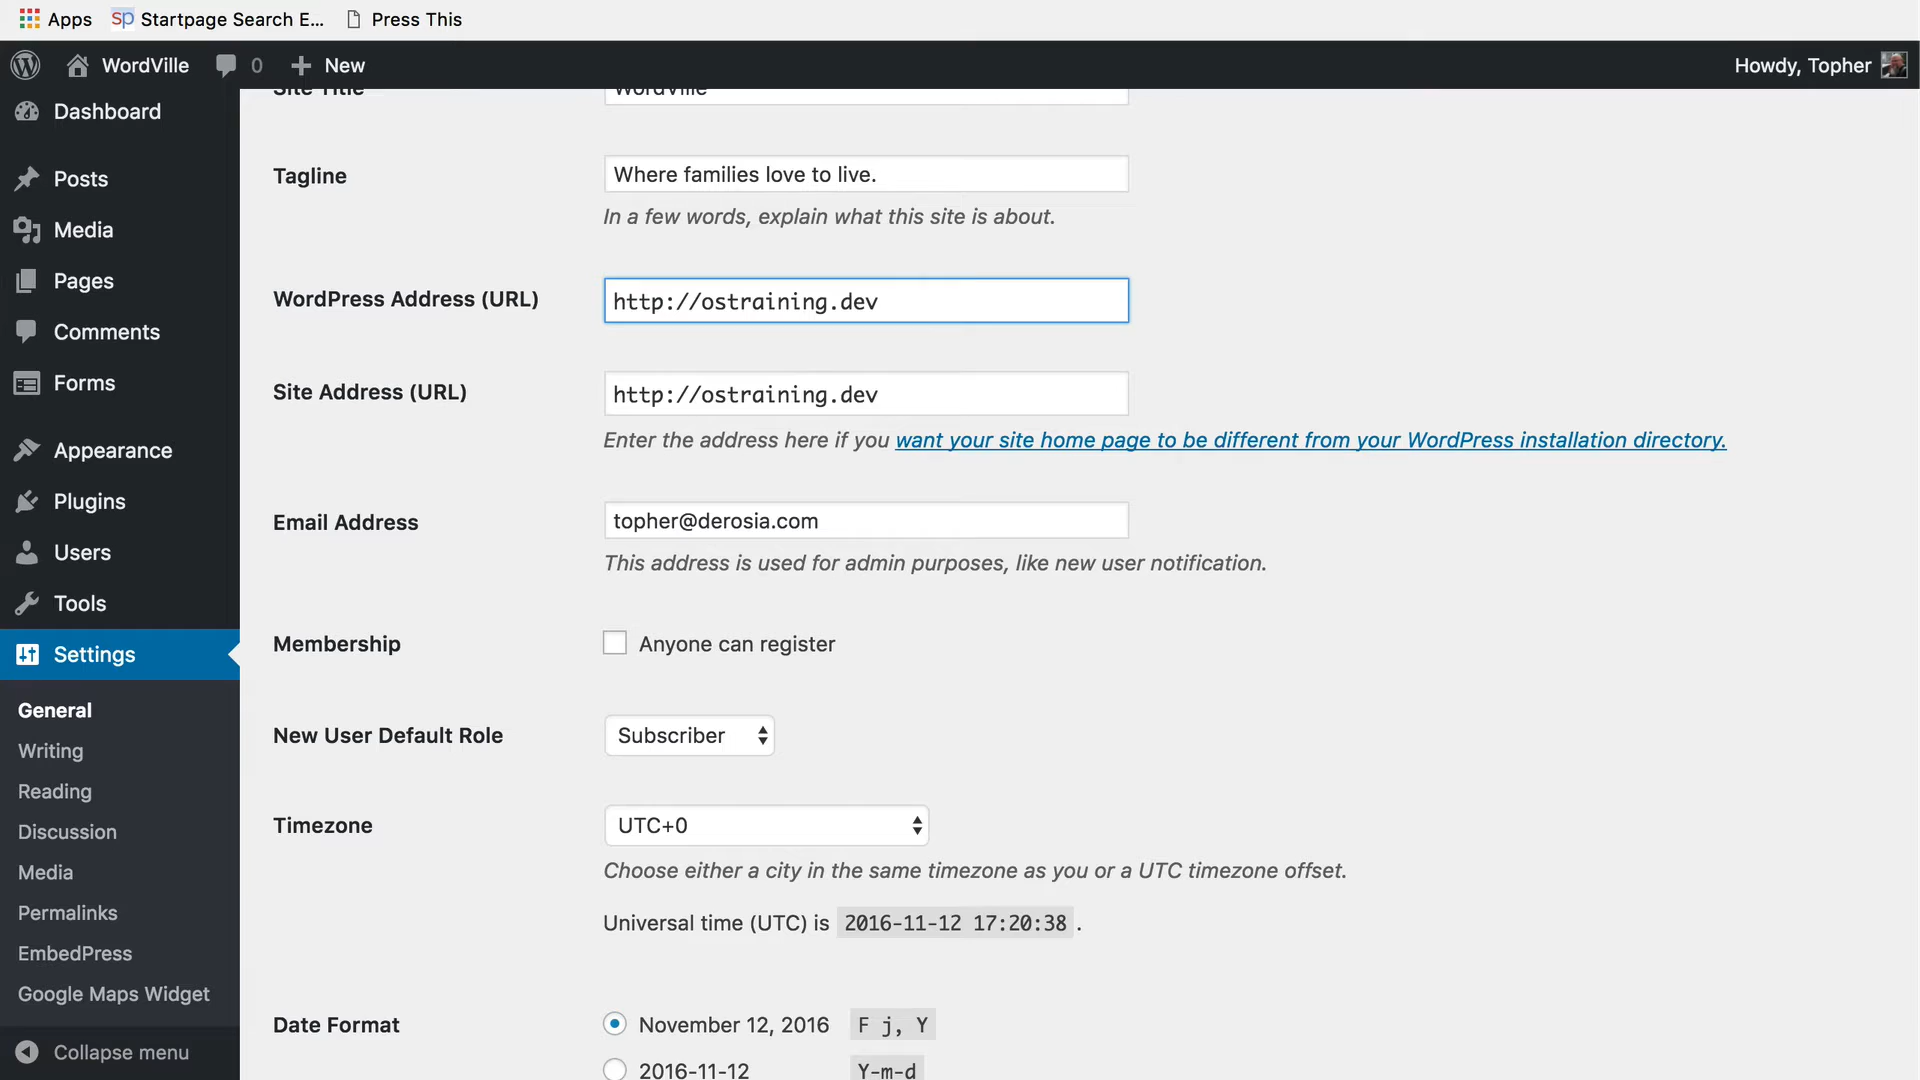 Apps
sp Startpage Search E...
Press This
WordVille
0
New
Howdy, Topher
Dashboard
Posts
Media
Pages
Comments
Forms
Appearance
Plugins
Users
Tools
Settings
General
Writing
Reading
Discussion
Media
Permalinks
EmbedPress
Google Maps Widget
Collapse menu
Site Title
WordVille
Tagline
Where families love to live.
In a few words, explain what this site is about.
WordPress Address (URL)
http://ostraining.dev
Site Address (URL)
http://ostraining.dev
Enter the address here if you want your site home page to be different from your WordPress installation directory.
Email Address
topher@derosia.com
This address is used for admin purposes, like new user notification.
Membership
Anyone can register
New User Default Role
Subscriber
Timezone
UTC+0
Choose either a city in the same timezone as you or a UTC timezone offset.
Universal time (UTC) is 2016-11-12 17:20:38 .
Date Format
November 12, 2016 F j, Y
2016-11-12 Y-m-d